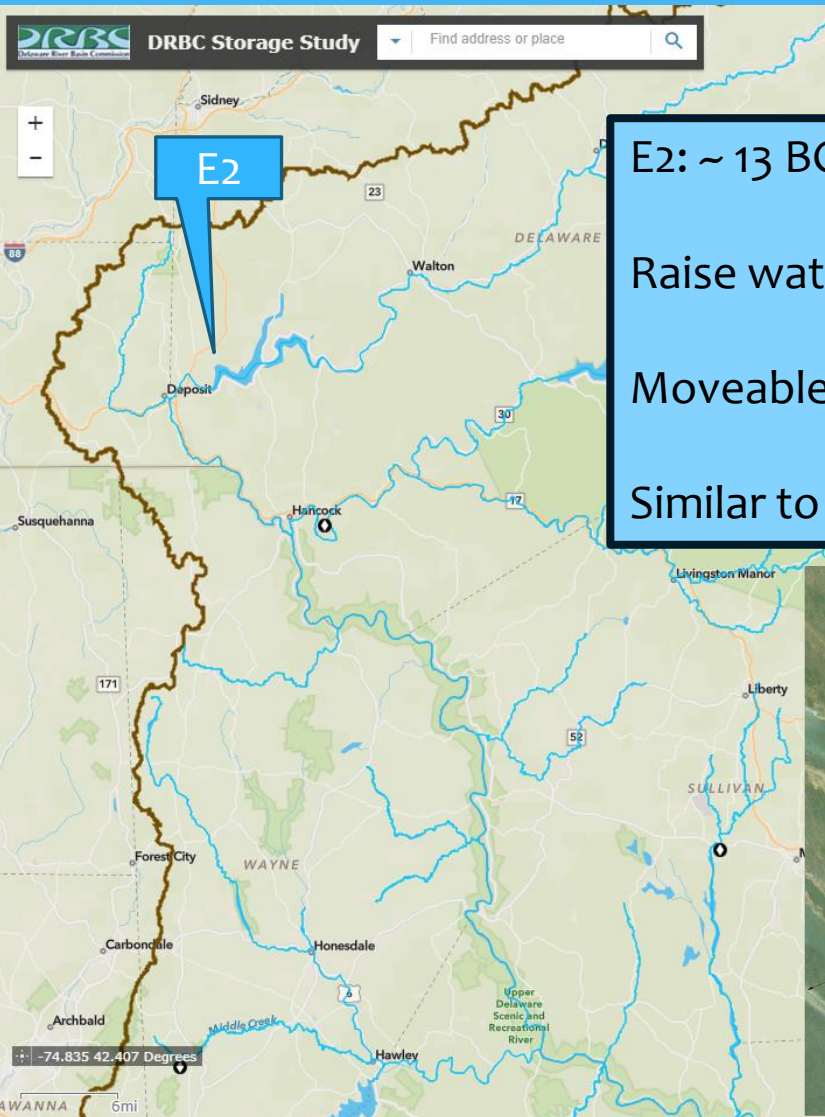 DRBC
Delaware River Basin Commission
DRBC Storage Study
Find address or place
Sidney
+
−
E2
E2: ~ 13
23
88
DELAWARE
Walton
Raise
Moveable
Deposit
30
Similar to
17
Hancock
Susquehanna
Livingston Manor
171
Liberty
52
SULLIVAN
Forest City
WAYNE
Carbondale
Honesdale
6
Upper
Delaware
Scenic and
Recreational
River
Archbald
Middle Creek
-74.835 42.407 Degrees
Hawley
6mi